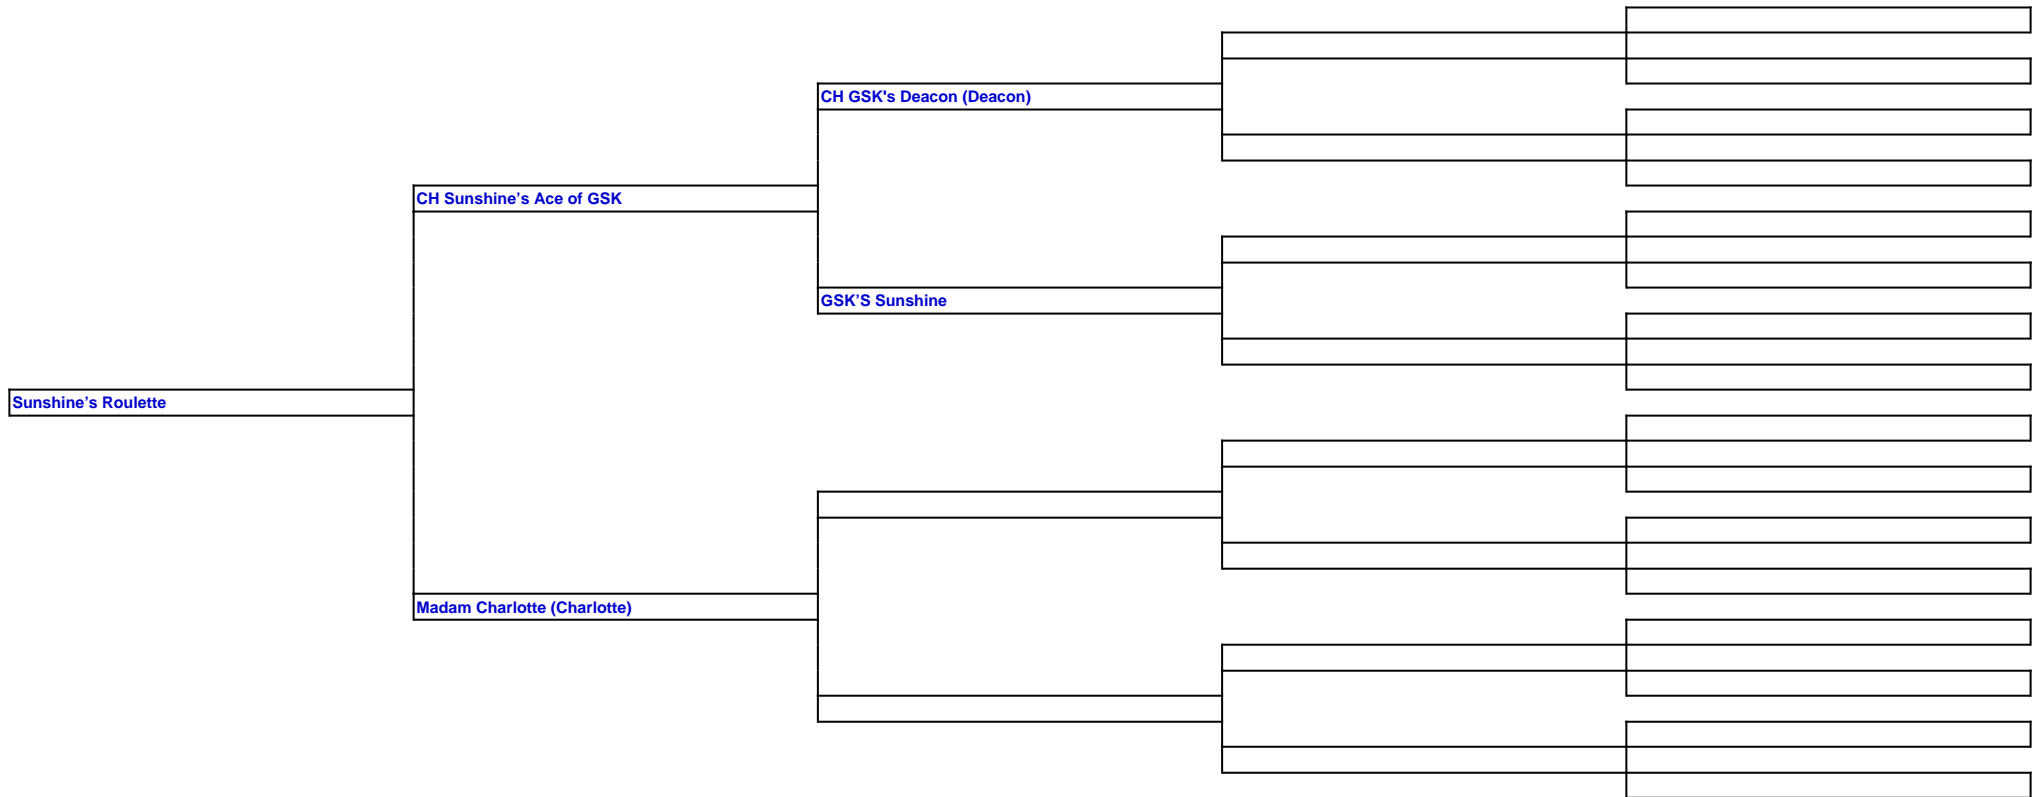 CH GSK's Deacon (Deacon)
CH Sunshine’s Ace of GSK
GSK’S Sunshine
Sunshine’s Roulette
Madam Charlotte (Charlotte)